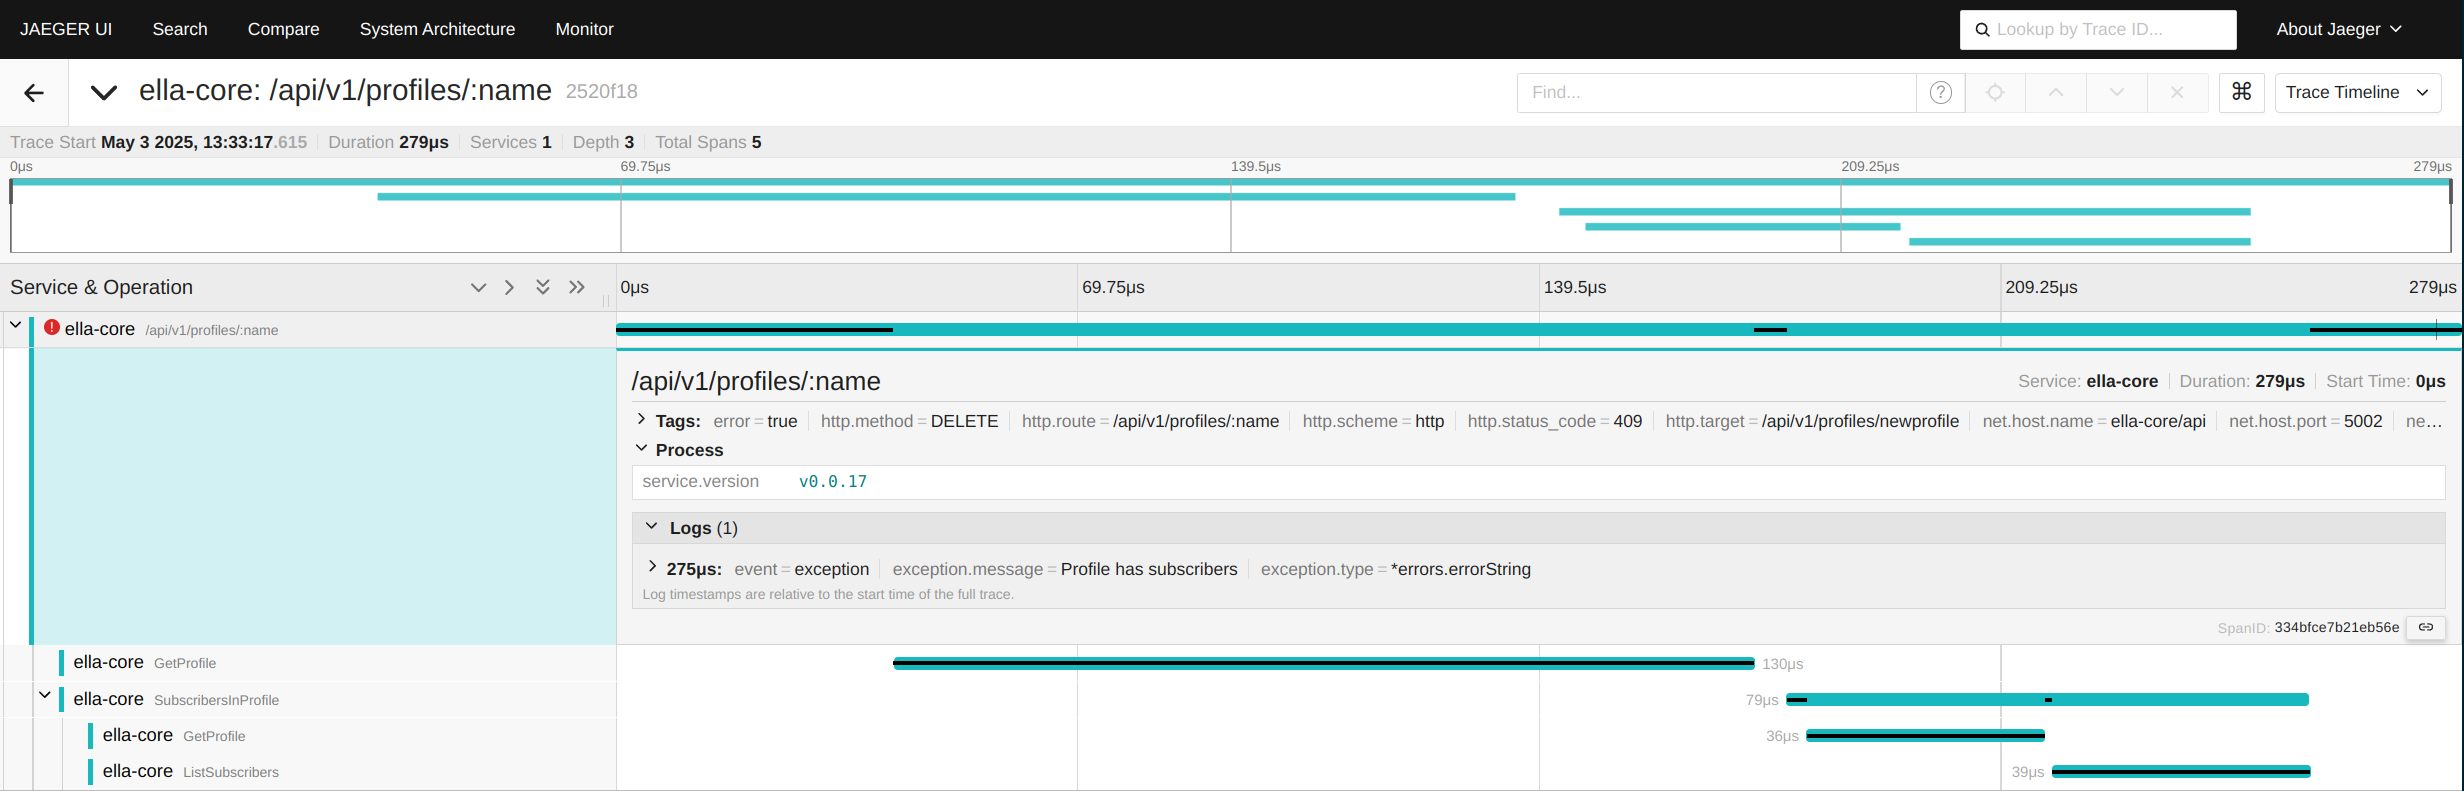 JAEGER UI Search Compare System Architecture Monitor Lookup by Trace ID... About Jaeger
ella-core: /api/v1/profiles/:name 2520f18 Find... ? ⌘ Trace Timeline
Trace Start May 3 2025, 13:33:17.615 Duration 279μs Services 1 Depth 3 Total Spans 5
0μs 69.75μs 139.5μs 209.25μs 279μs
Service & Operation 0μs 69.75μs 139.5μs 209.25μs 279μs
! ella-core /api/v1/profiles/:name
/api/v1/profiles/:name Service: ella-core Duration: 279μs Start Time: 0μs
Tags: error = true http.method = DELETE http.route = /api/v1/profiles/:name http.scheme = http http.status_code = 409 http.target = /api/v1/profiles/newprofile net.host.name = ella-core/api net.host.port = 5002 ne…
Process
service.version v0.0.17
Logs (1)
275μs: event = exception exception.message = Profile has subscribers exception.type = *errors.errorString
Log timestamps are relative to the start time of the full trace.
SpanID: 334bfce7b21eb56e
ella-core GetProfile 130μs
ella-core SubscribersInProfile 79μs
ella-core GetProfile 36μs
ella-core ListSubscribers 39μs